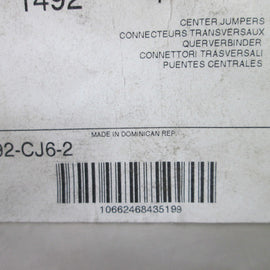 1492
CENTER JUMPERS
CONNECTEURS TRANSVERSAUX
QUERVERBINDER
CONNETTORI TRASVERSALI
PUENTES CENTRALES
MADE IN DOMINICAN REP.
92-CJ6-2
10662468435199